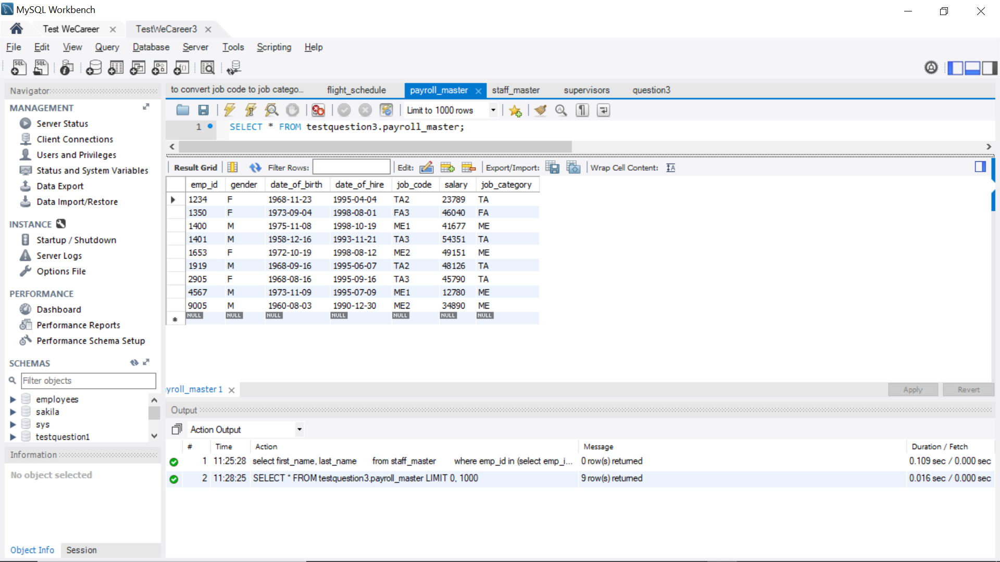 MySQL Workbench
Test WeCareer
TestWeCareer3
File Edit View Query Database Server Tools Scripting Help
Navigator
MANAGEMENT
Server Status
Client Connections
Users and Privileges
Status and System Variables
Data Export
Data Import/Restore
INSTANCE
Startup / Shutdown
Server Logs
Options File
PERFORMANCE
Dashboard
Performance Reports
Performance Schema Setup
SCHEMAS
Filter objects
employees
sakila
sys
testquestion1
Information
No object selected
Object Info Session
to convert job code to job catego... flight_schedule payroll_master staff_master supervisors question3
Limit to 1000 rows
1 SELECT * FROM testquestion3.payroll_master;
Result Grid Filter Rows: Edit: Export/Import: Wrap Cell Content:
emp_id gender date_of_birth date_of_hire job_code salary job_category
1234 F 1968-11-23 1995-04-04 TA2 23789 TA
1350 F 1973-09-04 1998-08-01 FA3 46040 FA
1400 M 1975-11-08 1998-10-19 ME1 41677 ME
1401 M 1958-12-16 1993-11-21 TA3 54351 TA
1653 F 1972-10-19 1998-08-12 ME2 49151 ME
1919 M 1968-09-16 1995-06-07 TA2 48126 TA
2905 F 1968-08-16 1995-09-16 TA3 45790 TA
4567 M 1973-11-09 1995-07-09 ME1 12780 ME
9005 M 1960-08-03 1990-12-30 ME2 34890 ME
NULL NULL NULL NULL NULL NULL NULL
yroll_master 1
Apply Revert
Output
Action Output
# Time Action Message Duration / Fetch
1 11:25:28 select first_name, last_name from staff_master where emp_id in (select emp_i... 0 row(s) returned 0.109 sec / 0.000 sec
2 11:28:25 SELECT * FROM testquestion3.payroll_master LIMIT 0, 1000 9 row(s) returned 0.016 sec / 0.000 sec